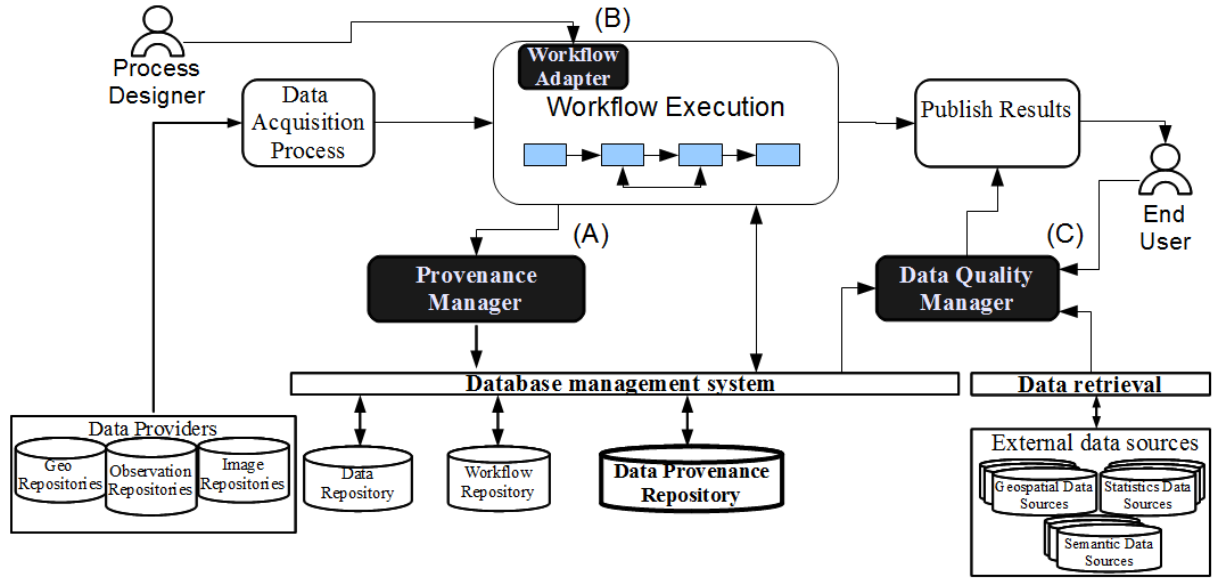 (B)
Process
Designer
Data
Acquisition
Process
Workflow
Adapter
Workflow Execution
Publish Results
End
User
(A)
Provenance
Manager
(C)
Data Quality
Manager
Database management system
Data retrieval
Data Providers
Geo
Repositories
Observation
Repositories
Image
Repositories
Data
Repository
Workflow
Repository
Data Provenance
Repository
External data sources
Geospatial Data
Sources
Statistics Data
Sources
Semantic Data
Sources